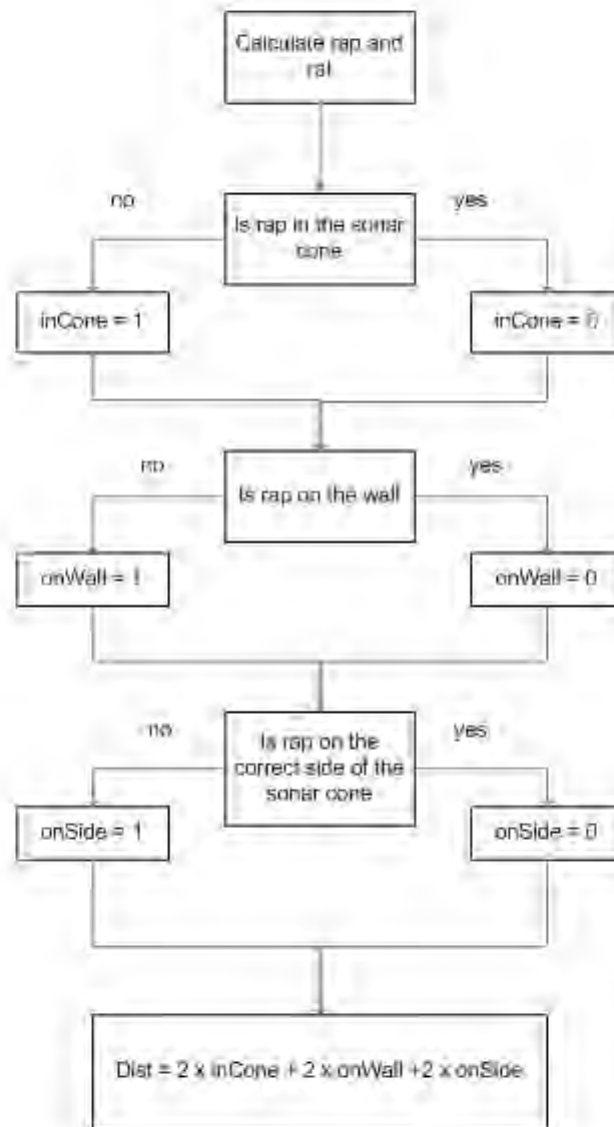 Calculate rap and
ral
no
yes
Is rap in the sonar
cone
inCone = 1
inCone = 0
no
yes
Is rap on the wall
onWall = 1
onWall = 0
no
yes
Is rap on the
correct side of the
sonar cone
onSide = 1
onSide = 0
Dist = 2 x inCone + 2 x onWall +2 x onSide